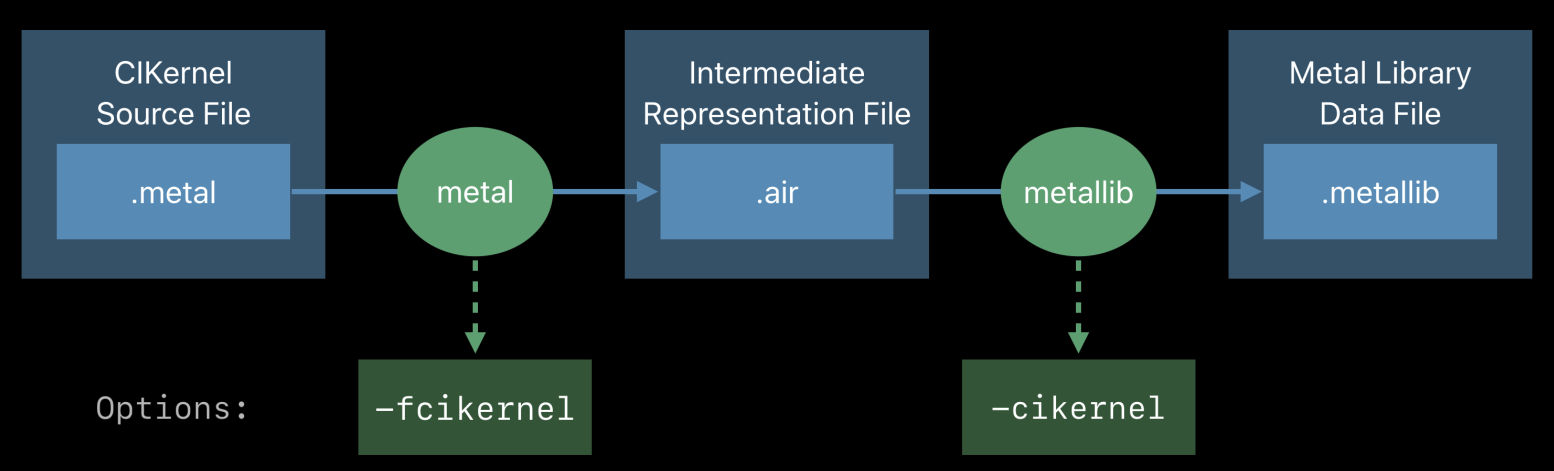 CIKernel
Source File
.metal
metal
Intermediate
Representation File
.air
metallib
Metal Library
Data File
.metallib
Options:
–fcikernel
–cikernel